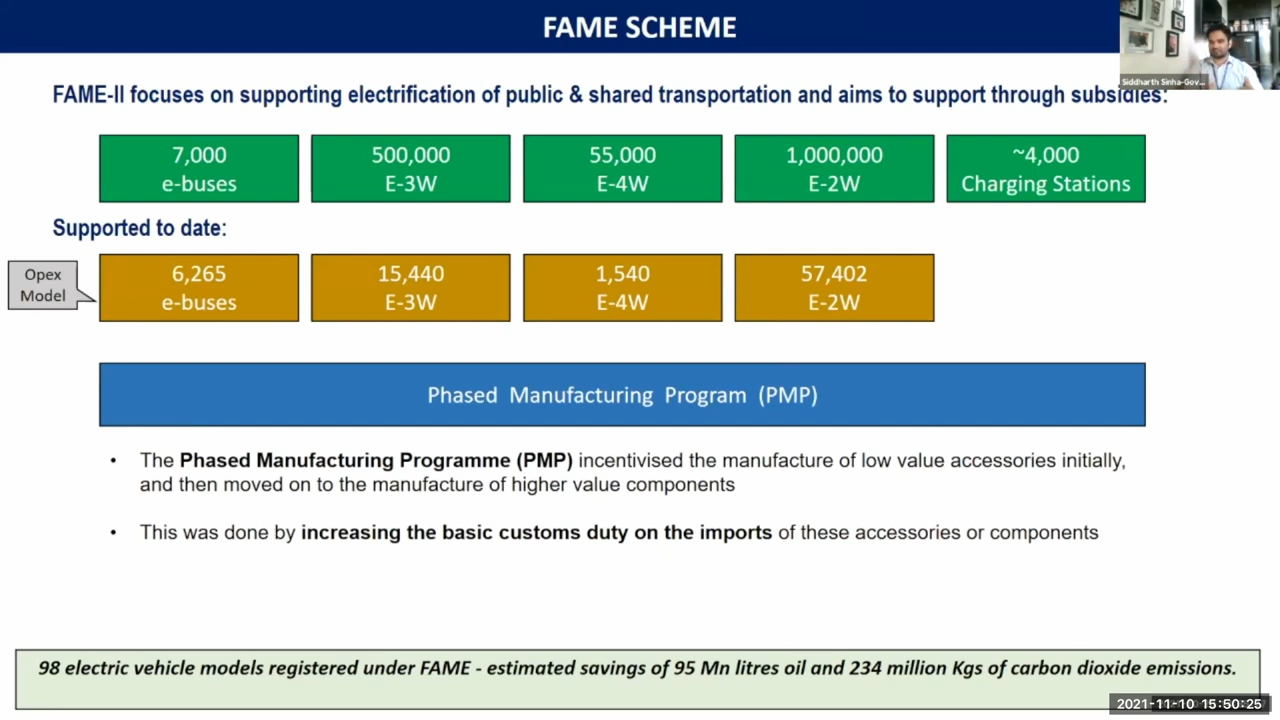 FAME SCHEME
Siddharth Sinha-Gov...
FAME-II focuses on supporting electrification of public & shared transportation and aims to support through subsidies:
7,000
e-buses
500,000
E-3W
55,000
E-4W
1,000,000
E-2W
~4,000
Charging Stations
Supported to date:
Opex
Model
6,265
e-buses
15,440
E-3W
1,540
E-4W
57,402
E-2W
Phased Manufacturing Program (PMP)
• The Phased Manufacturing Programme (PMP) incentivised the manufacture of low value accessories initially,
and then moved on to the manufacture of higher value components
• This was done by increasing the basic customs duty on the imports of these accessories or components
98 electric vehicle models registered under FAME - estimated savings of 95 Mn litres oil and 234 million Kgs of carbon dioxide emissions.
2021-11-10 15:50:25